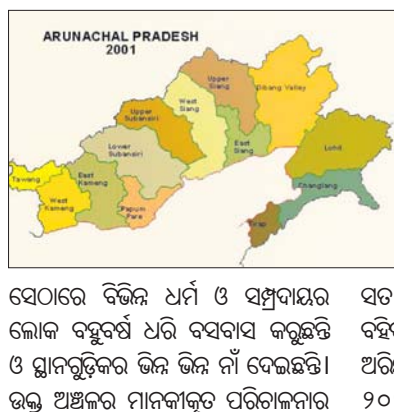 ARUNACHAL PRADESH
2001
Upper
Siang
Dibang Valley
West
Siang
Upper
Subansiri
Lower
Subansiri
East
Siang
Lohit
Changlang
Tawang
East
Kameng
West
Kameng
Papum
Pare
Tirap
ସେଠାରେ ବିଭିନ୍ନ ଧର୍ମ ଓ ସମ୍ପ୍ରଦାୟର
ଲୋକ ବହୁବର୍ଷ ଧରି ବସବାସ କରୁଛନ୍ତି
ଓ ସ୍ଥାନଗୁଡ଼ିକର ଭିନ୍ନ ଭିନ୍ନ ନାଁ ଦେଇଛନ୍ତି।
ଉକ୍ତ ଅଞ୍ଚଳର ମାନକୀକୃତ ପରିଚାଳନାର
ସତ
୨୦